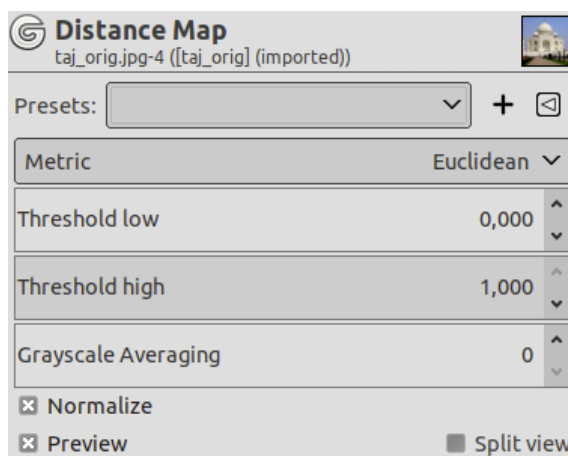 Distance Map
taj_orig.jpg-4 ([taj_orig] (imported))
Presets:
Metric Euclidean
Threshold low 0,000
Threshold high 1,000
Grayscale Averaging 0
Normalize
Preview Split view